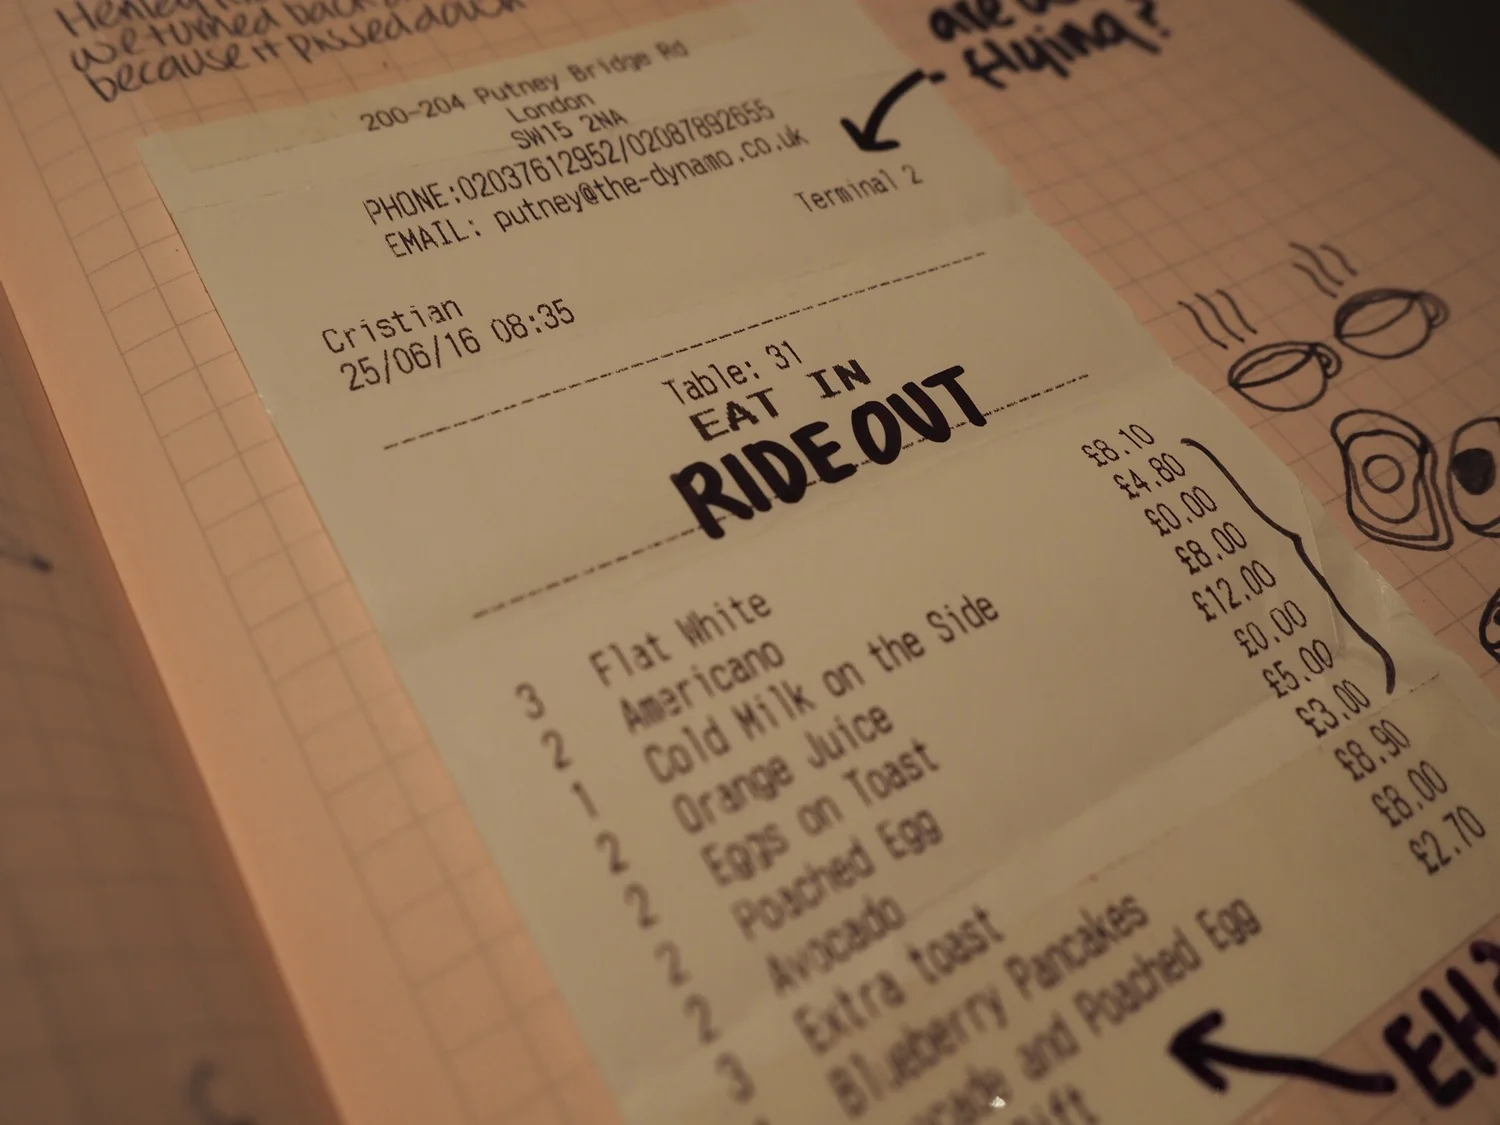 we turned back
because it pissed down
are we
flying?
200-204 Putney Bridge Rd
London
SW15 2NA
PHONE:02037612952/02087892655
EMAIL: putney@the-dynamo.co.uk
Terminal 2
Cristian
25/06/16 08:35
Table: 31
EAT IN
RIDE OUT
3 Flat White £8.10
2 Americano £4.80
1 Cold Milk on the Side £0.00
2 Orange Juice £8.00
2 Eggs on Toast £12.00
2 Poached Egg £0.00
2 Avocado £5.00
3 Extra toast £3.00
Blueberry Pancakes £8.90
and Poached Egg £8.00
£2.70
EH?